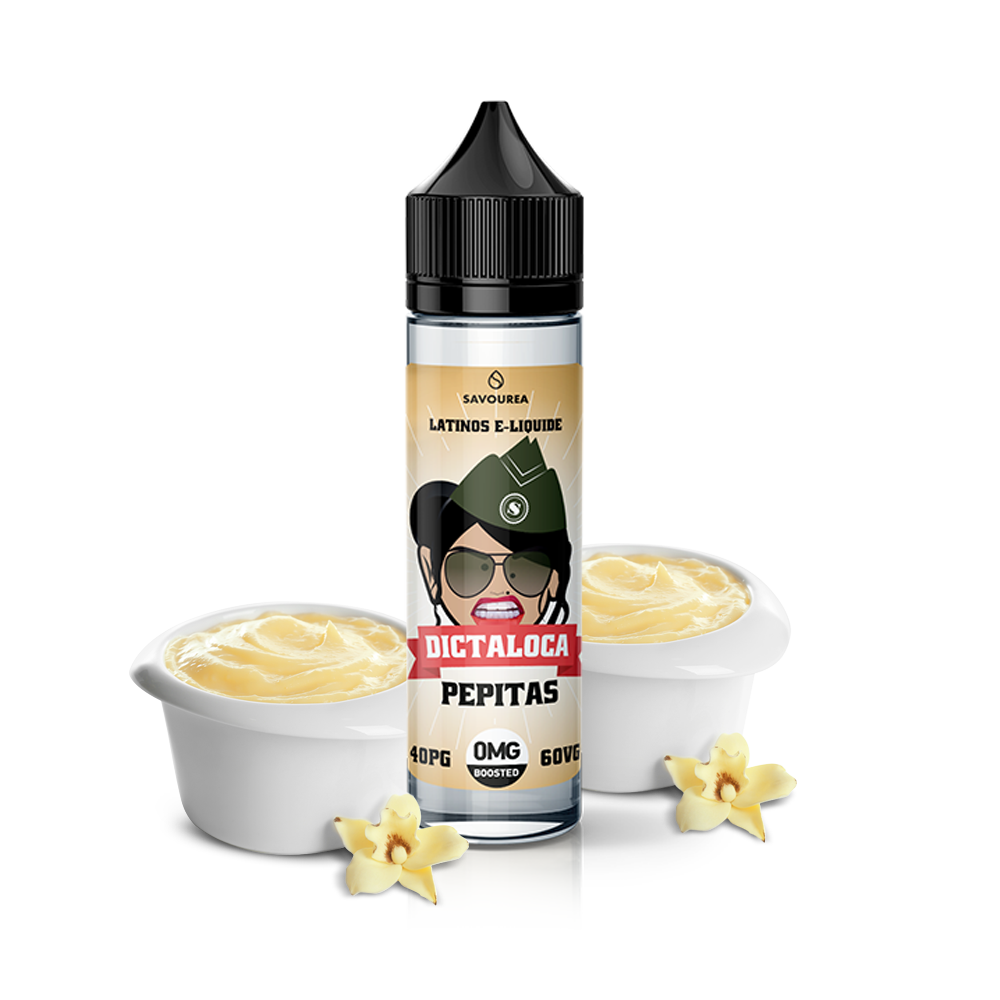 SAVOUREA
LATINOS E-LIQUIDE
S
DICTALOCA
PEPITAS
40PG 0MG 60VG
BOOSTED